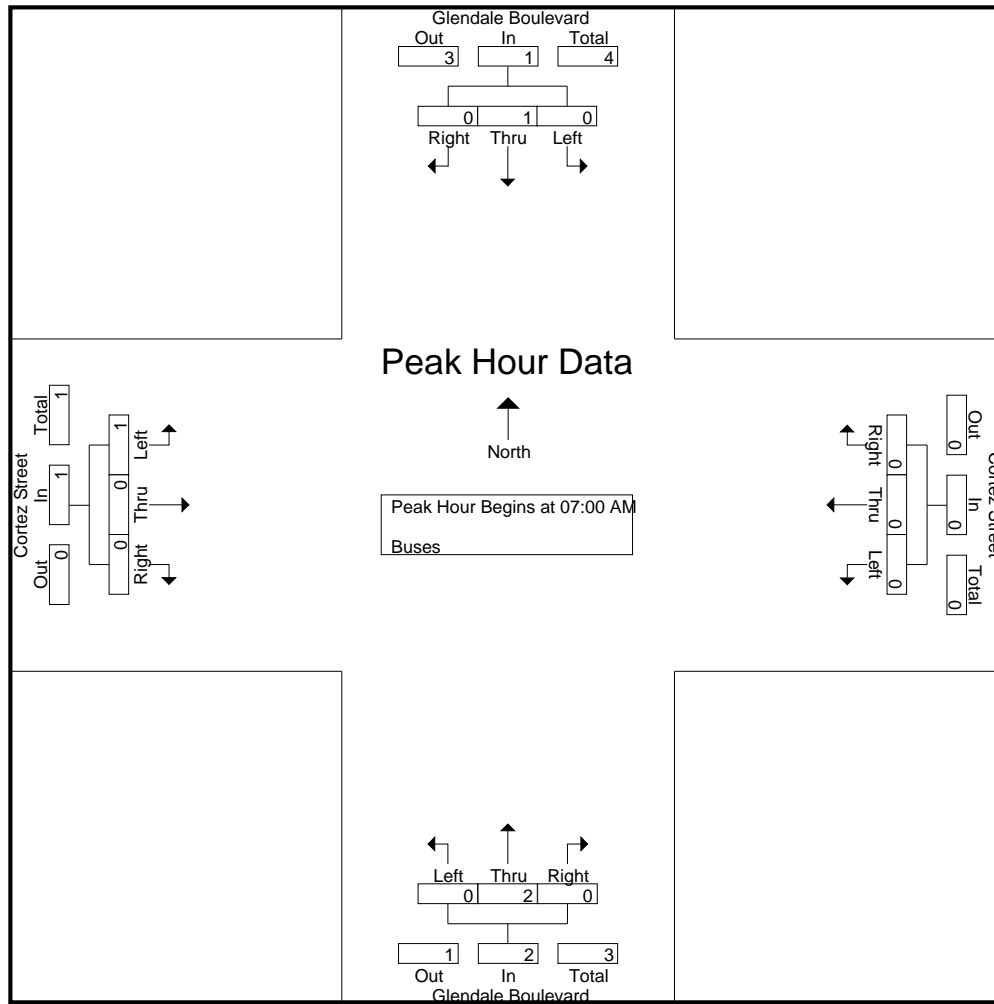 Glendale Boulevard
Out In Total
3 1 4
0 1 0
Right Thru Left
Peak Hour Data
North
Peak Hour Begins at 07:00 AM
Buses
Cortez Street
Total In Out
1 1 0
1 0 0
Left Thru Right
Right Thru Left
0 0 0
0 0 0
Out In Total
Cortez Street
Left Thru Right
0 2 0
1 2 3
Out In Total
Glendale Boulevard